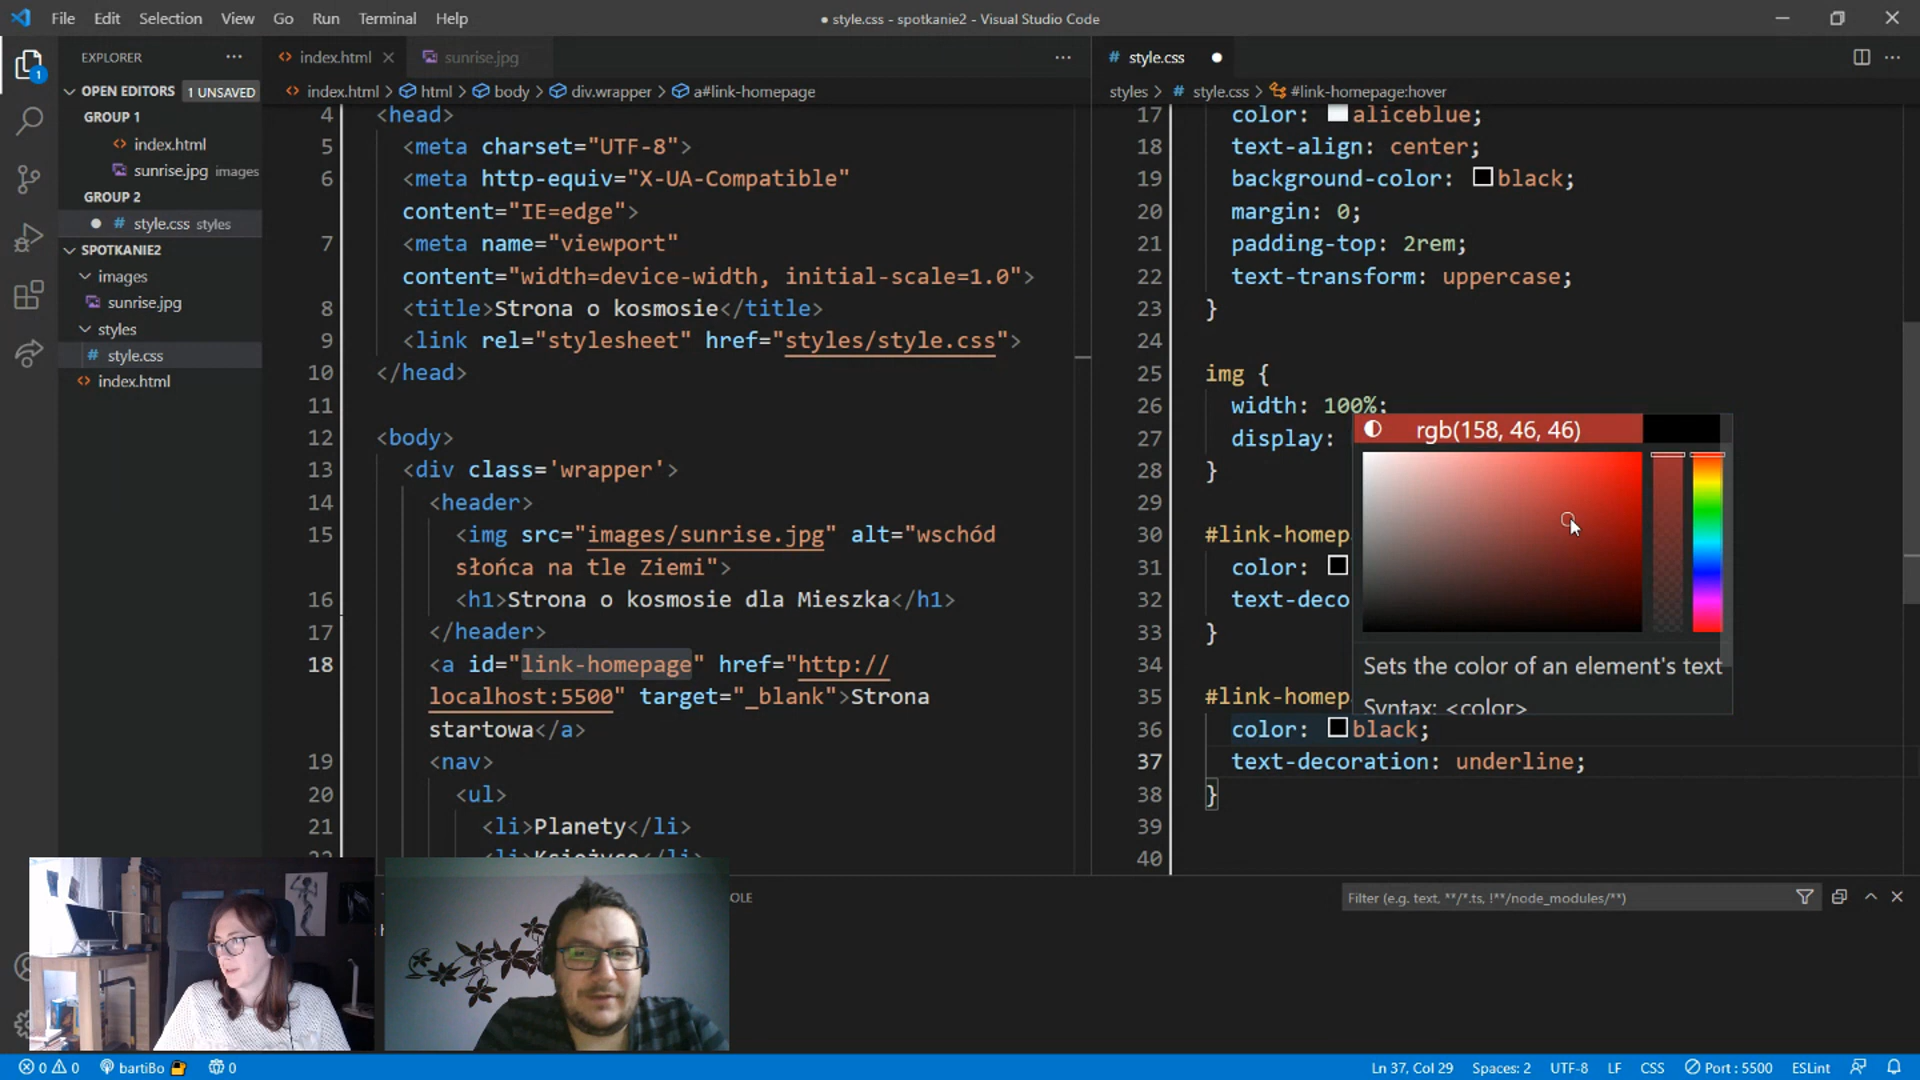 File Edit Selection View Go Run Terminal Help
● style.css - spotkanie2 - Visual Studio Code
EXPLORER
OPEN EDITORS 1 UNSAVED
GROUP 1
index.html
sunrise.jpg images
GROUP 2
style.css styles
SPOTKANIE2
images
sunrise.jpg
styles
# style.css
index.html
1
index.html sunrise.jpg
index.html > html > body > div.wrapper > a#link-homepage
4 <head>
5 <meta charset="UTF-8">
6 <meta http-equiv="X-UA-Compatible"
content="IE=edge">
7 <meta name="viewport"
content="width=device-width, initial-scale=1.0">
8 <title>Strona o kosmosie</title>
9 <link rel="stylesheet" href="styles/style.css">
10 </head>
11
12 <body>
13 <div class='wrapper'>
14 <header>
15 <img src="images/sunrise.jpg" alt="wschód
słońca na tle Ziemi">
16 <h1>Strona o kosmosie dla Mieszka</h1>
17 </header>
18 <a id="link-homepage" href="http://
localhost:5500" target="_blank">Strona
startowa</a>
19 <nav>
20 <ul>
21 <li>Planety</li>
<li>Księżyce</li>
# style.css ●
styles > # style.css > #link-homepage:hover
17 color: aliceblue;
18 text-align: center;
19 background-color: black;
20 margin: 0;
21 padding-top: 2rem;
22 text-transform: uppercase;
23 }
24
25 img {
26 width: 100%;
27 display:
28 }
29
30 #link-homep
31 color:
32 text-deco
33 }
34
35 #link-homep
36 color: black;
37 text-decoration: underline;
38 }
39
40
rgb(158, 46, 46)
Sets the color of an element's text
Syntax: <color>
OLE
Filter (e.g. text, **/*.ts, !**/node_modules/**)
0 0 bartiBo 0
Ln 37, Col 29 Spaces: 2 UTF-8 LF CSS Port : 5500 ESLint